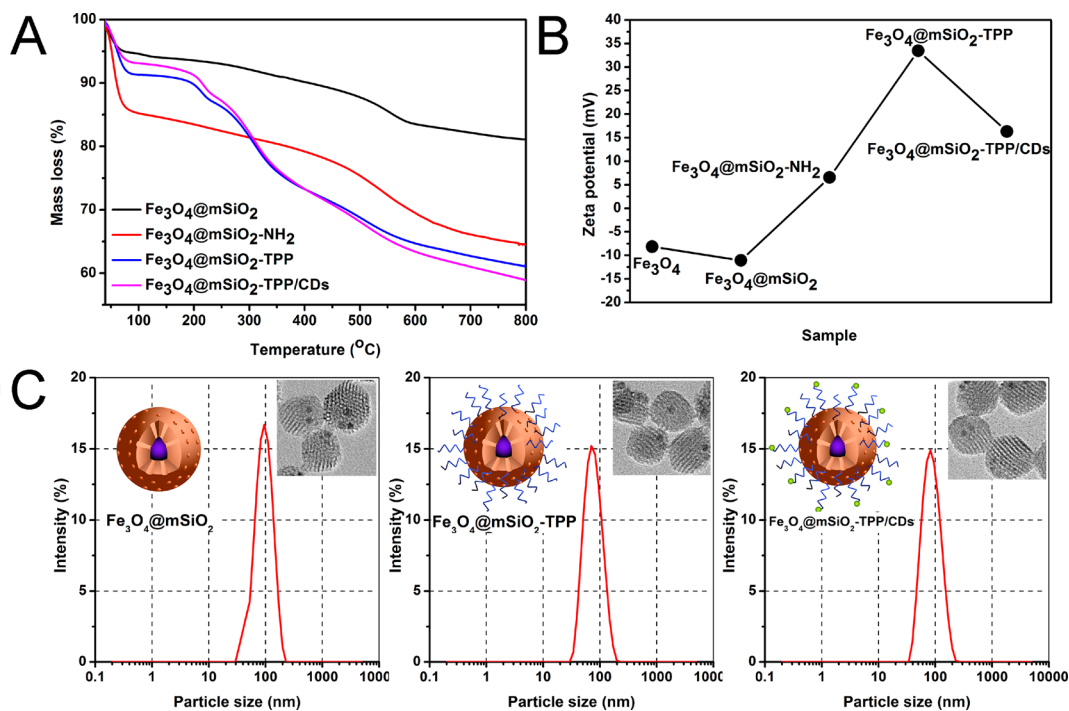 A
100
90
80
70
60
Mass loss (%)
Fe3O4@mSiO2
Fe3O4@mSiO2-NH2
Fe3O4@mSiO2-TPP
Fe3O4@mSiO2-TPP/CDs
100 200 300 400 500 600 700 800
Temperature (OC)
B
40
35
30
25
20
15
10
5
0
-5
-10
-15
-20
Zeta potential (mV)
Fe3O4@mSiO2-TPP
Fe3O4@mSiO2-TPP/CDs
Fe3O4@mSiO2-NH2
Fe3O4
Fe3O4@mSiO2
Sample
C
20
15
10
5
0
Intensity (%)
Fe3O4@mSiO2
0.1 1 10 100 1000 10000
Particle size (nm)
20
15
10
5
0
Intensity (%)
Fe3O4@mSiO2-TPP
0.1 1 10 100 1000 10000
Particle size (nm)
20
15
10
5
0
Intensity (%)
Fe3O4@mSiO2-TPP/CDs
0.1 1 10 100 1000 10000
Particle size (nm)